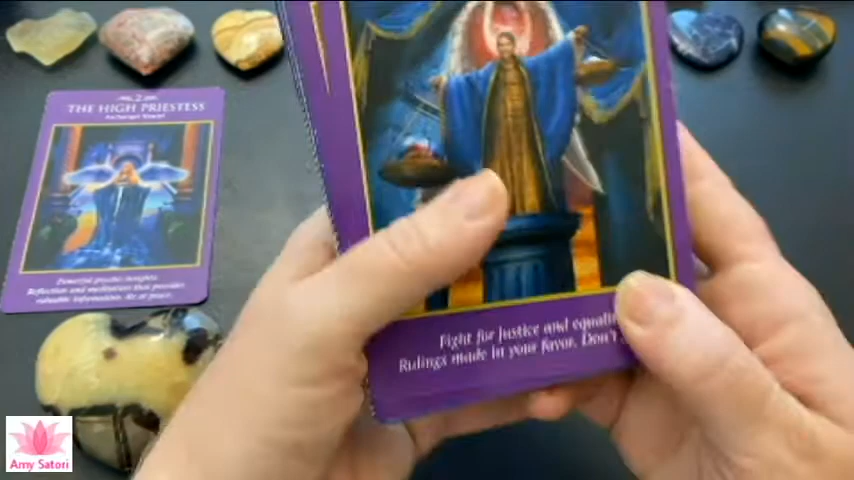 2
THE HIGH PRIESTESS
Powerful psychic insights.
Reflection and meditation provides
valuable information. Be at peace.
Fight for justice and equali
Rulings made in your favor. Don't
Amy Satori